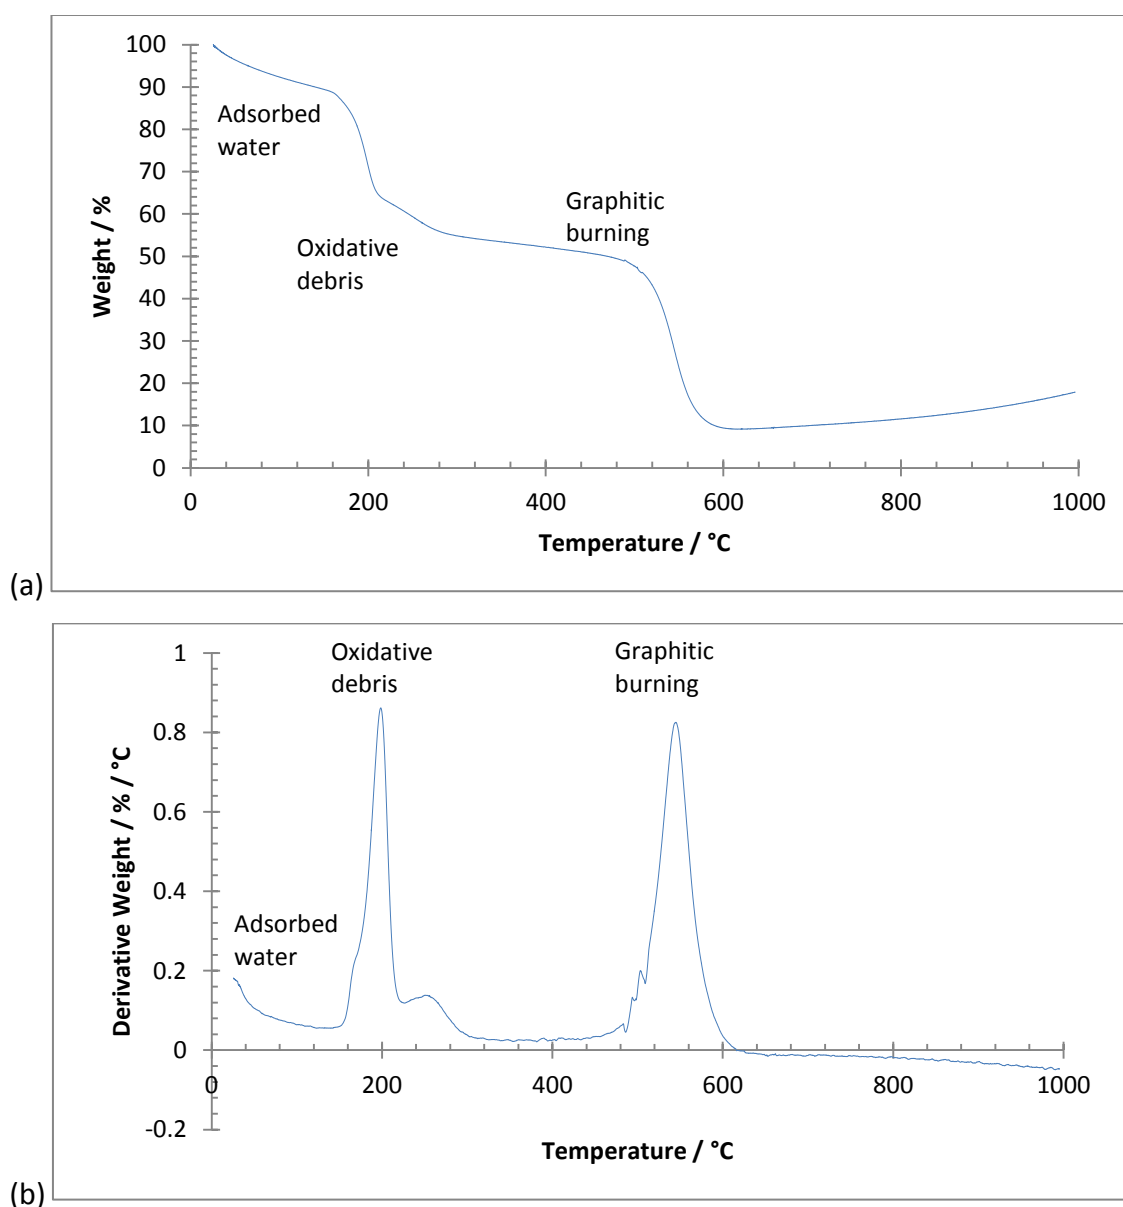 100
90
80
70
60
50
40
30
20
10
0
Weight / %
Adsorbed
water
Oxidative
debris
Graphitic
burning
0 200 400 600 800 1000
Temperature / °C
(a)
1
0.8
0.6
0.4
0.2
0
-0.2
Derivative Weight / % / °C
Oxidative
debris
Graphitic
burning
Adsorbed
water
0 200 400 600 800 1000
Temperature / °C
(b)